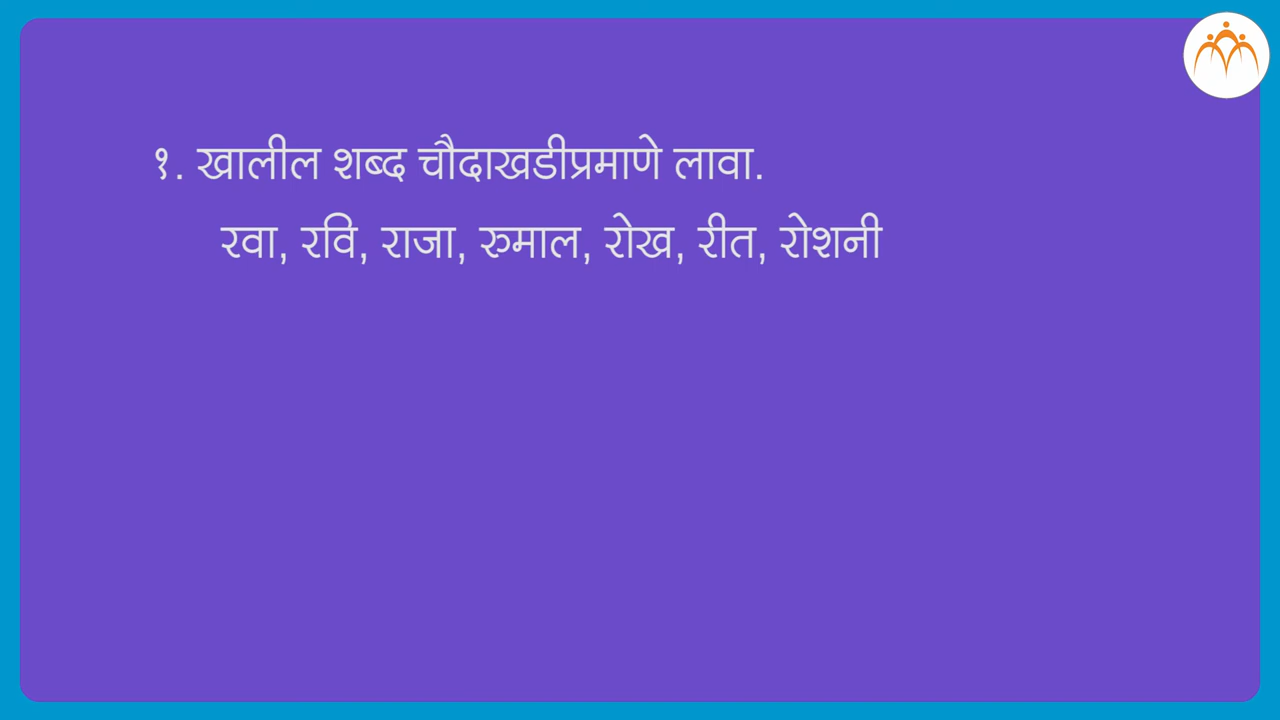 १. खालील शब्द चौदाखडीप्रमाणे लावा.
रवा, रवि, राजा, रुमाल, रोख, रीत, रोशनी